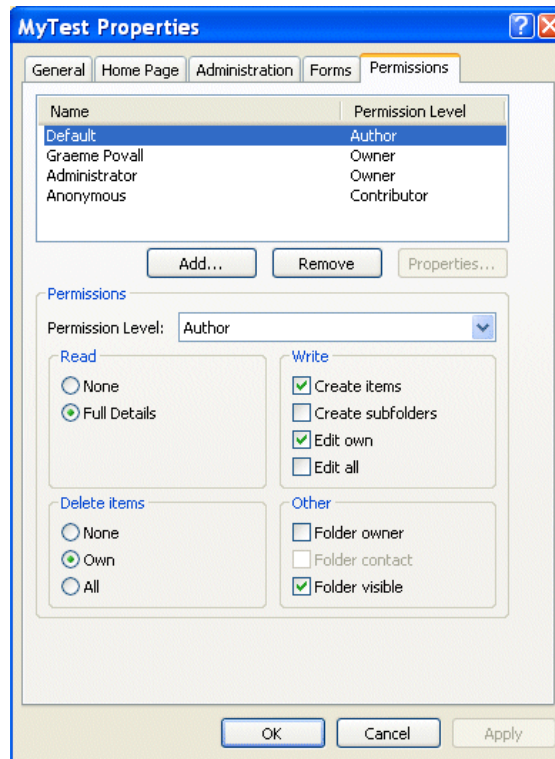 MyTest Properties
General Home Page Administration Forms Permissions
Name Permission Level
Default Author
Graeme Povall Owner
Administrator Owner
Anonymous Contributor
Add... Remove Properties...
Permissions
Permission Level: Author
Read Write
None Create items
Full Details Create subfolders
Edit own
Edit all
Delete items Other
None Folder owner
Own Folder contact
All Folder visible
OK Cancel Apply